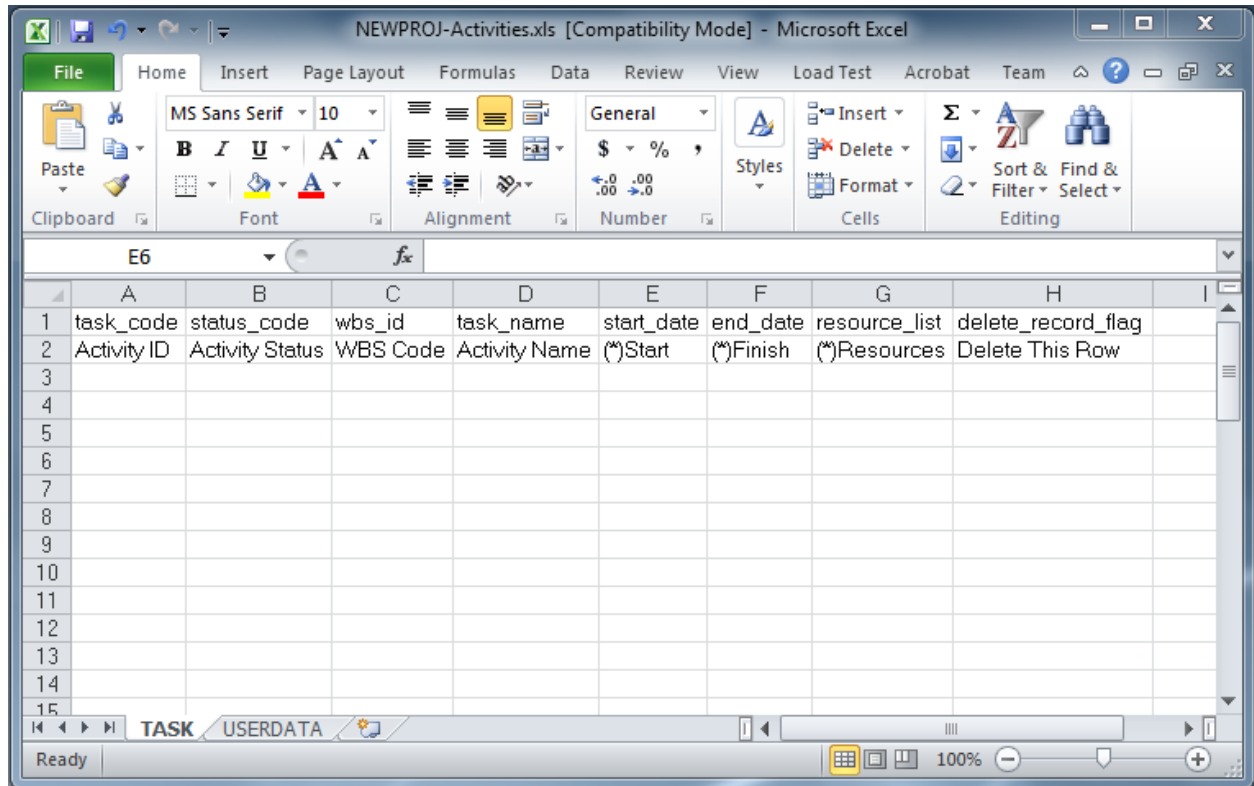 NEWPROJ-Activities.xls [Compatibility Mode] - Microsoft Excel
File Home Insert Page Layout Formulas Data Review View Load Test Acrobat Team
MS Sans Serif 10 General Insert Σ
B I U A A $ % , Delete
Paste Styles Sort & Find &
A .00 .00 Format Filter Select
Clipboard Font Alignment Number Cells Editing
E6 fx
A B C D E F G H I
1 task_code status_code wbs_id task_name start_date end_date resource_list delete_record_flag
2 Activity ID Activity Status WBS Code Activity Name (*)Start (*)Finish (*)Resources Delete This Row
3
4
5
6
7
8
9
10
11
12
13
14
15
TASK USERDATA
Ready 100%